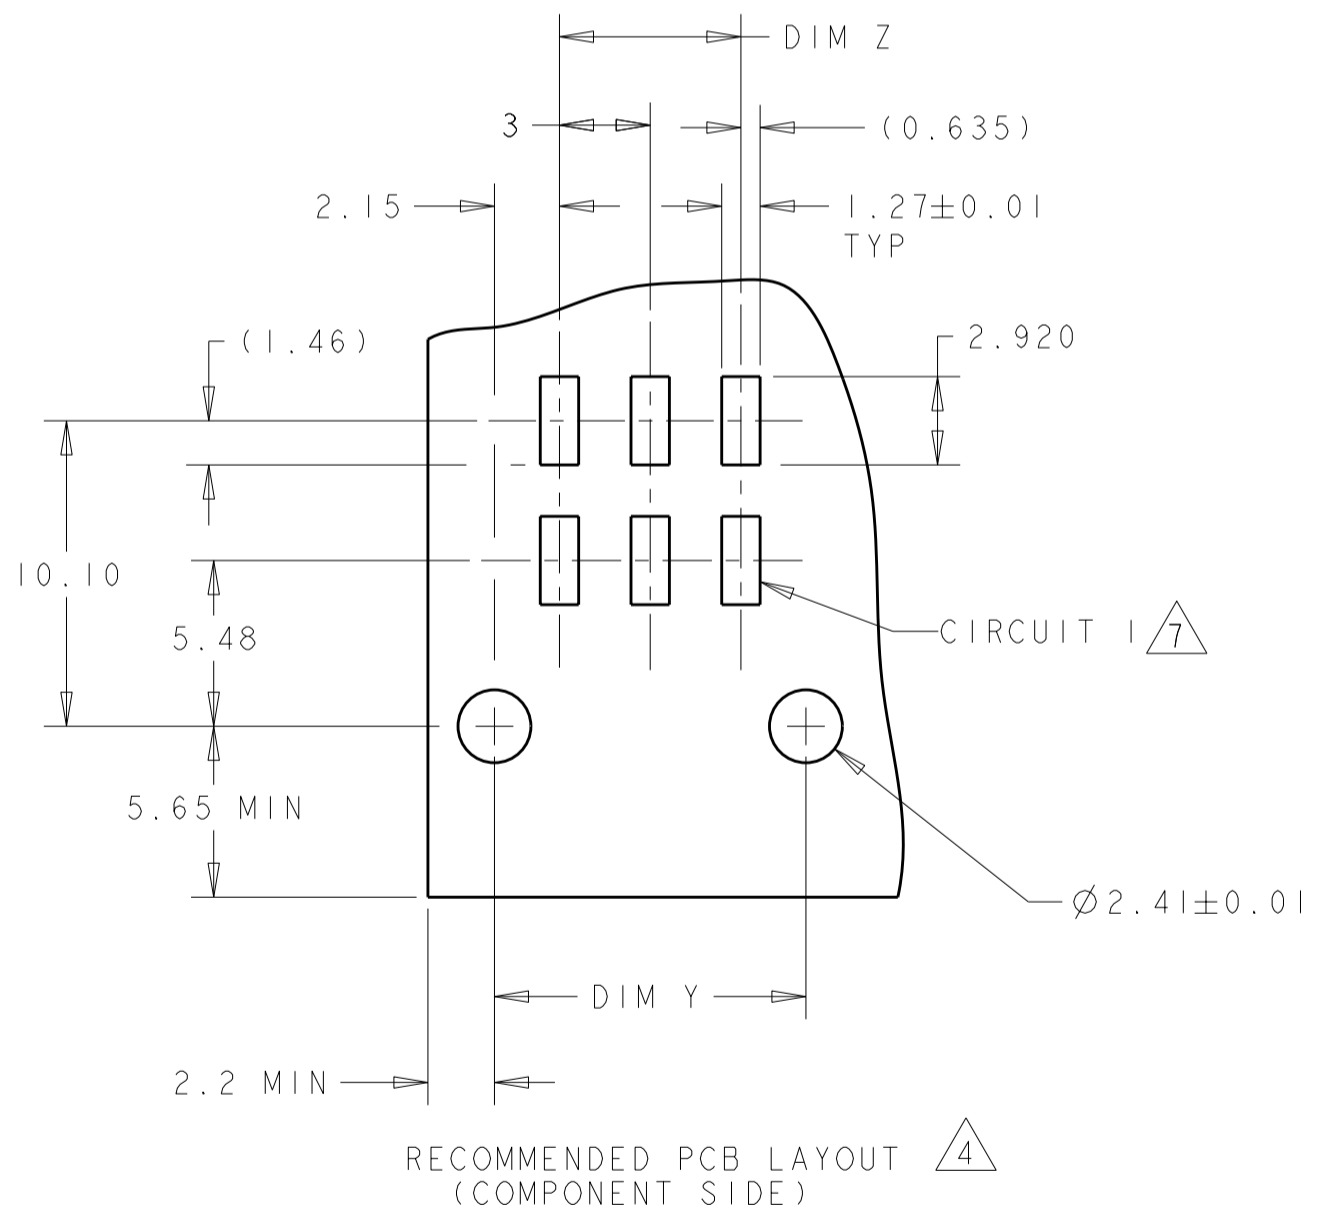 DIM Z
3
(0.635)
2.15
1.27±0.01
TYP
(1.46)
2.920
10.10
5.48
CIRCUIT 1 7
5.65 MIN
Ø2.41±0.01
DIM Y
2.2 MIN
RECOMMENDED PCB LAYOUT 4
(COMPONENT SIDE)